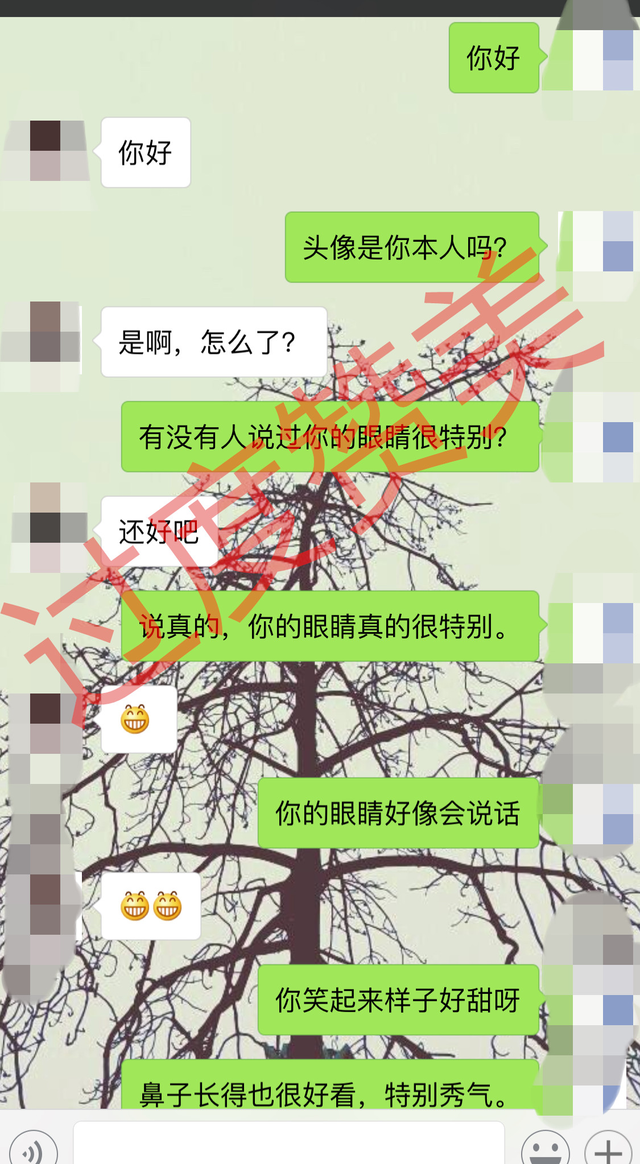 你好
你好
头像是你本人吗？
是啊，怎么了？
有没有人说过你的眼睛很特别？
还好吧
说真的，你的眼睛真的很特别。
你的眼睛好像会说话
你笑起来样子好甜呀
鼻子长得也很好看，特别秀气。
过度赞美